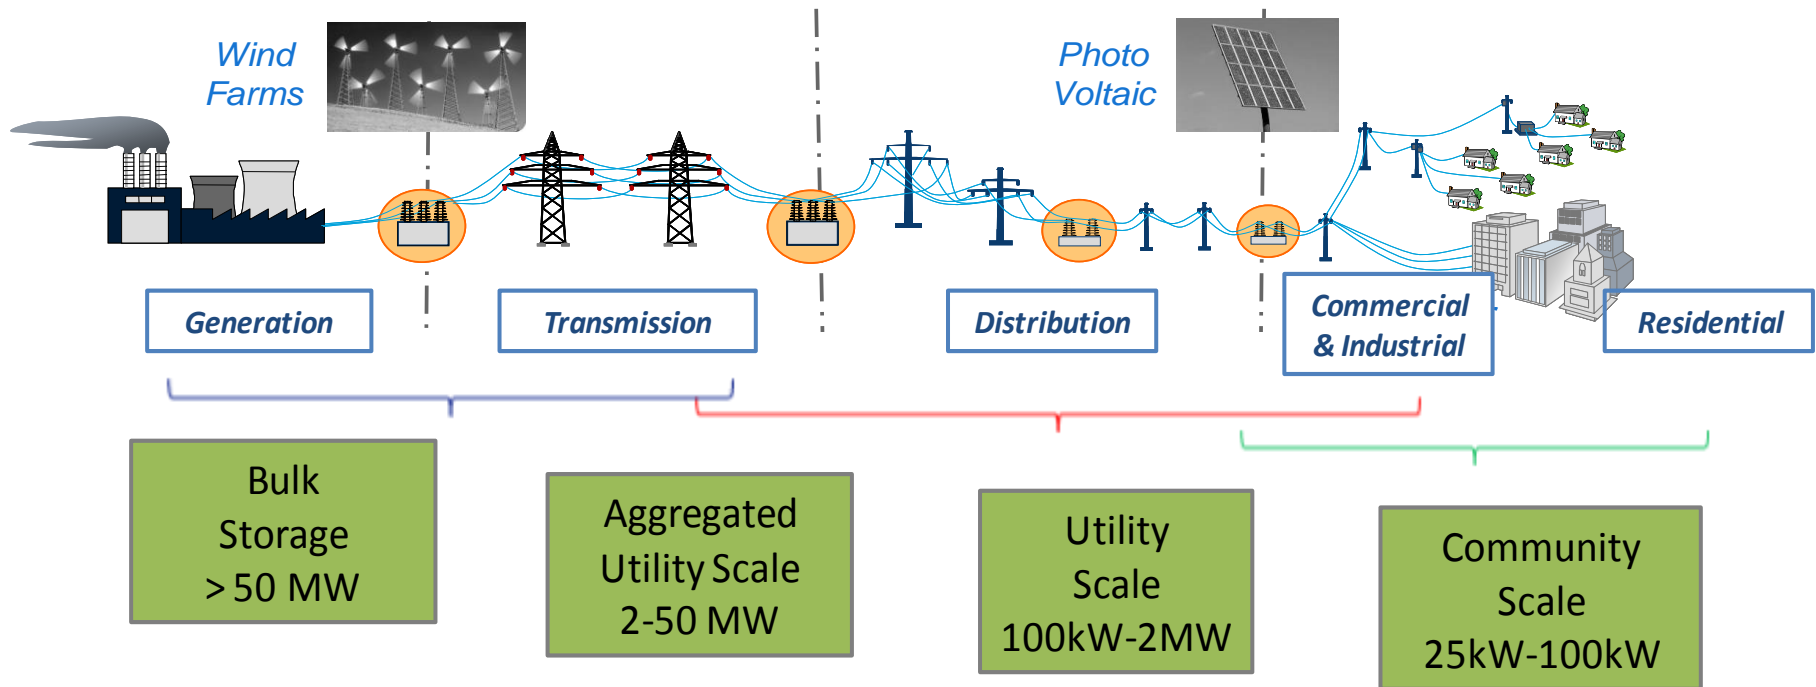 Wind
Farms
Photo
Voltaic
Generation
Transmission
Distribution
Commercial
& Industrial
Residential
Bulk
Storage
> 50 MW
Aggregated
Utility Scale
2-50 MW
Utility
Scale
100kW-2MW
Community
Scale
25kW-100kW